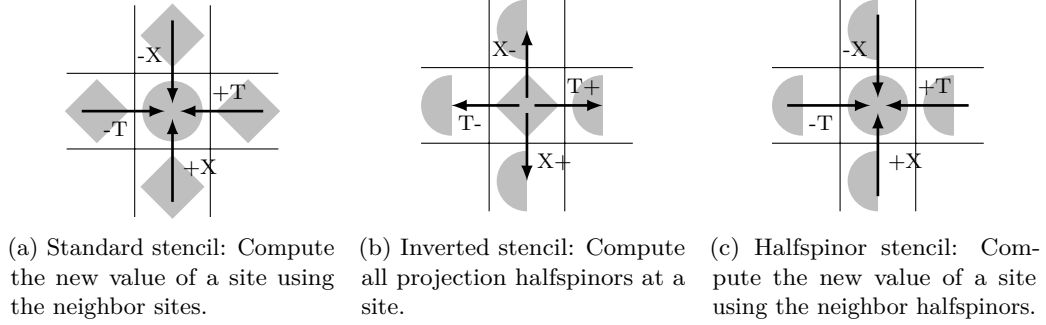 -X
+T
-T
+X
X-
T+
T-
X+
-X
+T
-T
+X
(a) Standard stencil: Compute
the new value of a site using
the neighbor sites.
(b) Inverted stencil: Compute
all projection halfspinors at a
site.
(c) Halfspinor stencil: Com-
pute the new value of a site
using the neighbor halfspinors.